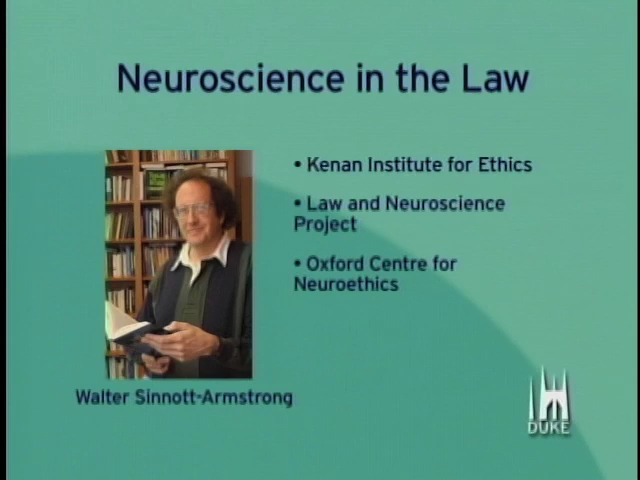 Neuroscience in the Law
• Kenan Institute for Ethics
• Law and Neuroscience
Project
• Oxford Centre for
Neuroethics
Walter Sinnott-Armstrong
DUKE